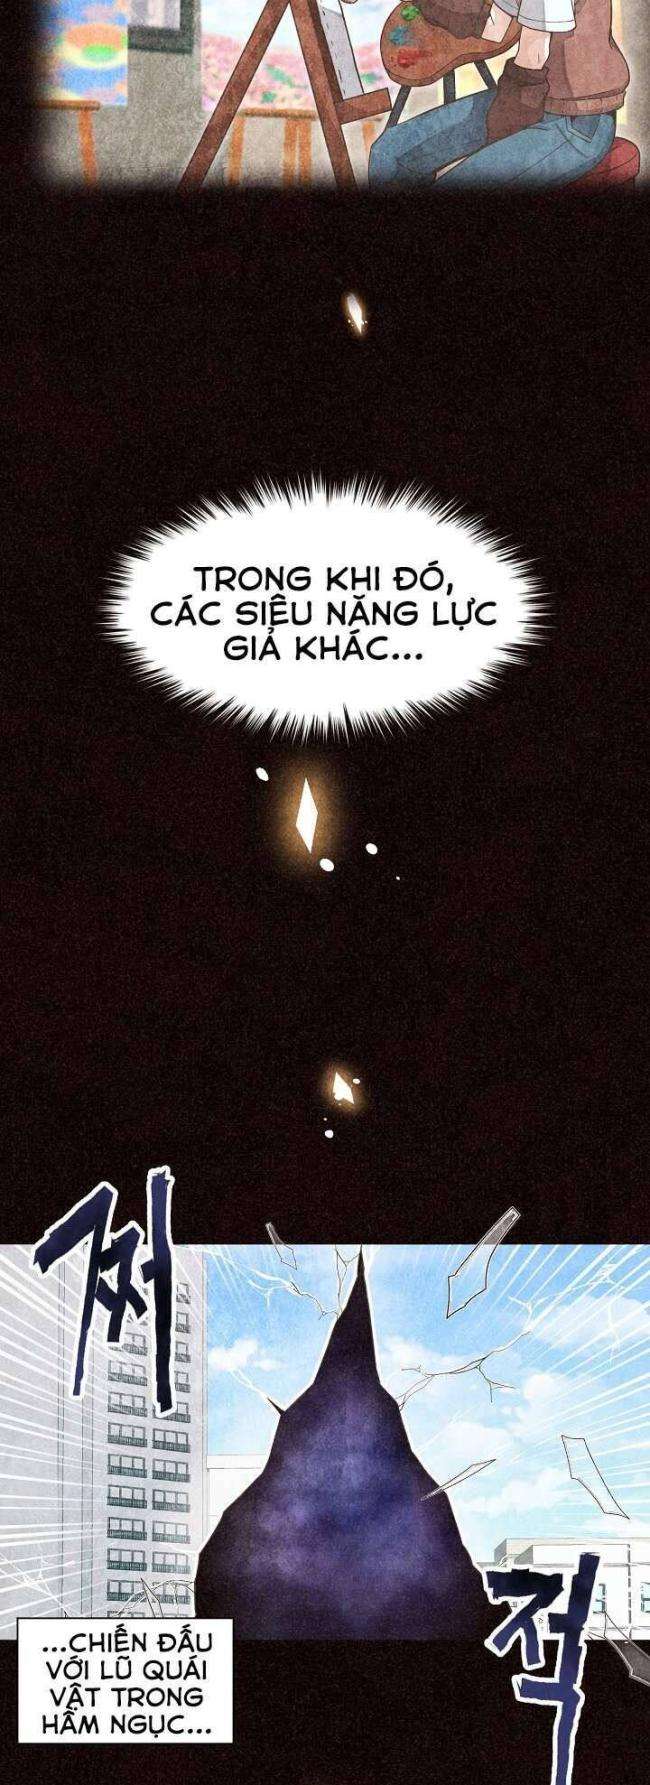 TRONG KHI ĐÓ,
CÁC SIÊU NĂNG LỰC
GIẢ KHÁC...
쩌
적
...CHIẾN ĐẤU
VỚI LŨ QUÁI
VẬT TRONG
HẦM NGỤC...